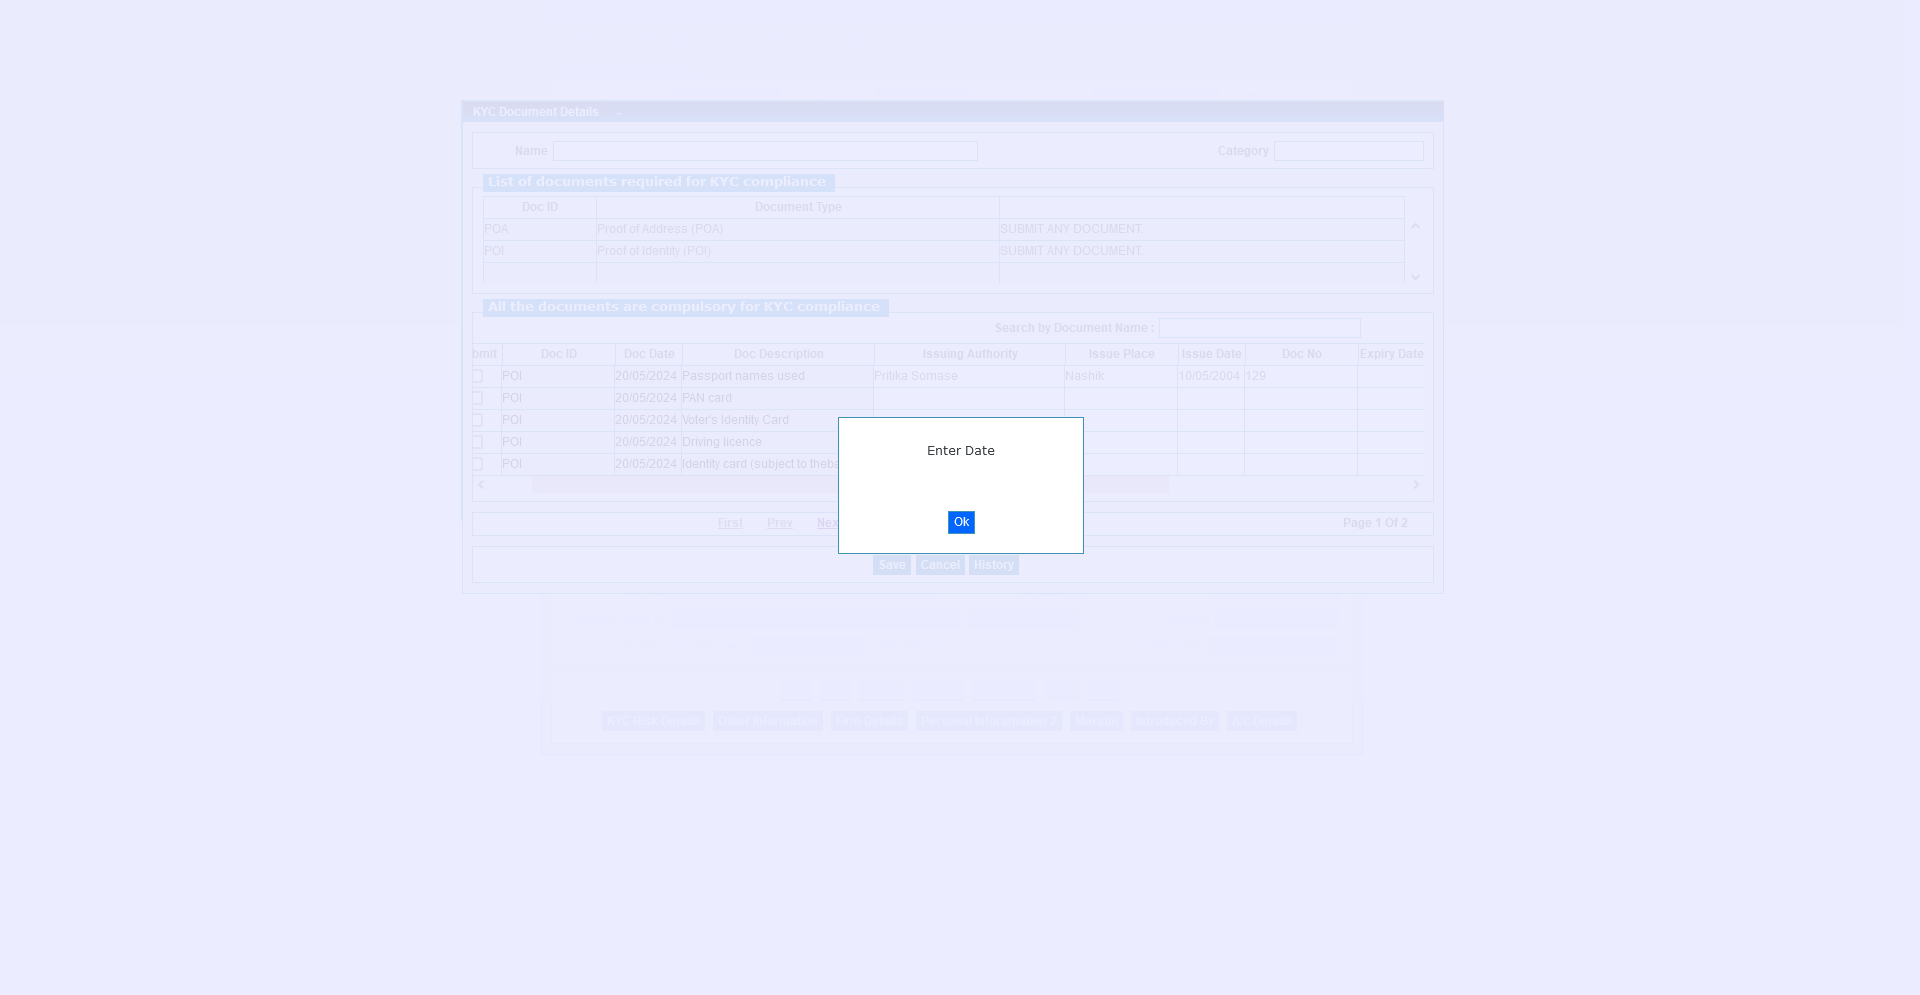 KYC Document Details -
Name Category
List of documents required for KYC compliance
Doc ID Document Type
POA Proof of Address (POA) SUBMIT ANY DOCUMENT.
POI Proof of Identity (POI) SUBMIT ANY DOCUMENT.
All the documents are compulsory for KYC compliance
Search by Document Name :
bmit Doc ID Doc Date Doc Description Issuing Authority Issue Place Issue Date Doc No Expiry Date
POI 20/05/2024 Passport names used Pritika Somase Nashik 10/05/2004 129
POI 20/05/2024 PAN card
POI 20/05/2024 Voter's Identity Card
POI 20/05/2024 Driving licence
POI 20/05/2024 Identity card (subject to theba
Enter Date
Ok
First Prev Nex Page 1 Of 2
Save Cancel History
KYC Risk Details Other Information Firm Details Personal Information 2 Introduced By